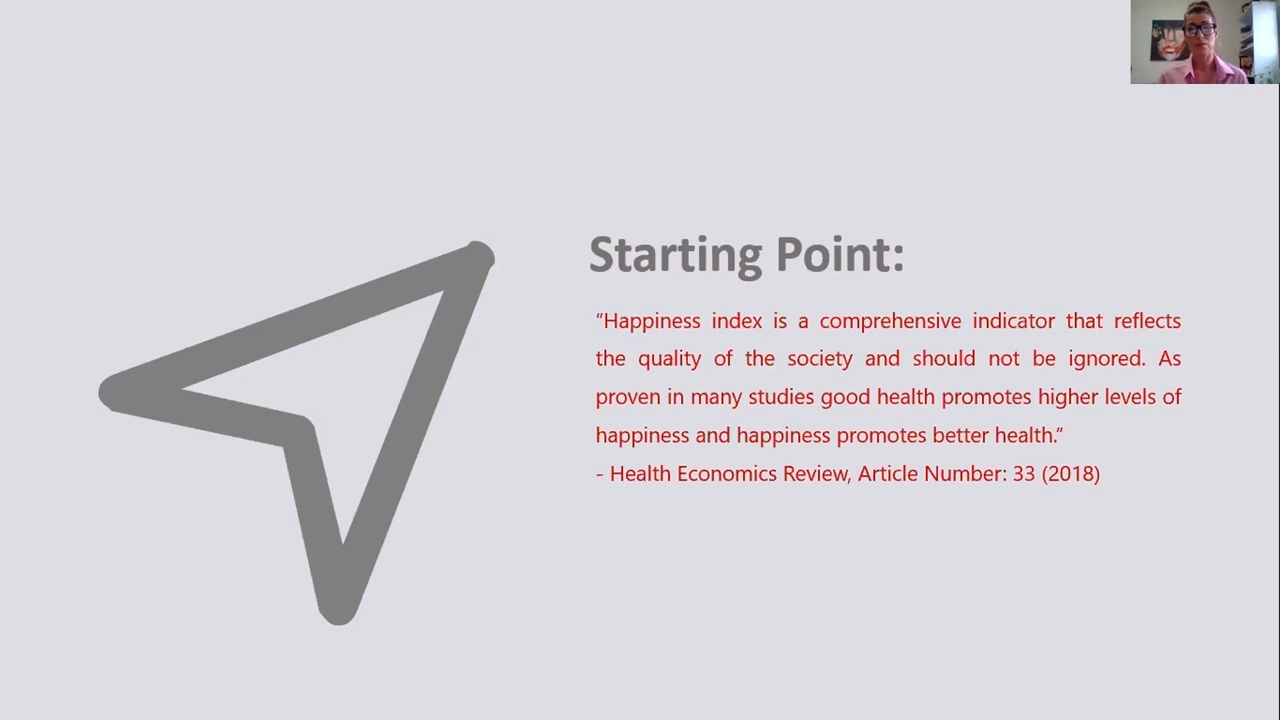 Starting Point:
“Happiness index is a comprehensive indicator that reflects
the quality of the society and should not be ignored. As
proven in many studies good health promotes higher levels of
happiness and happiness promotes better health.“
- Health Economics Review, Article Number: 33 (2018)